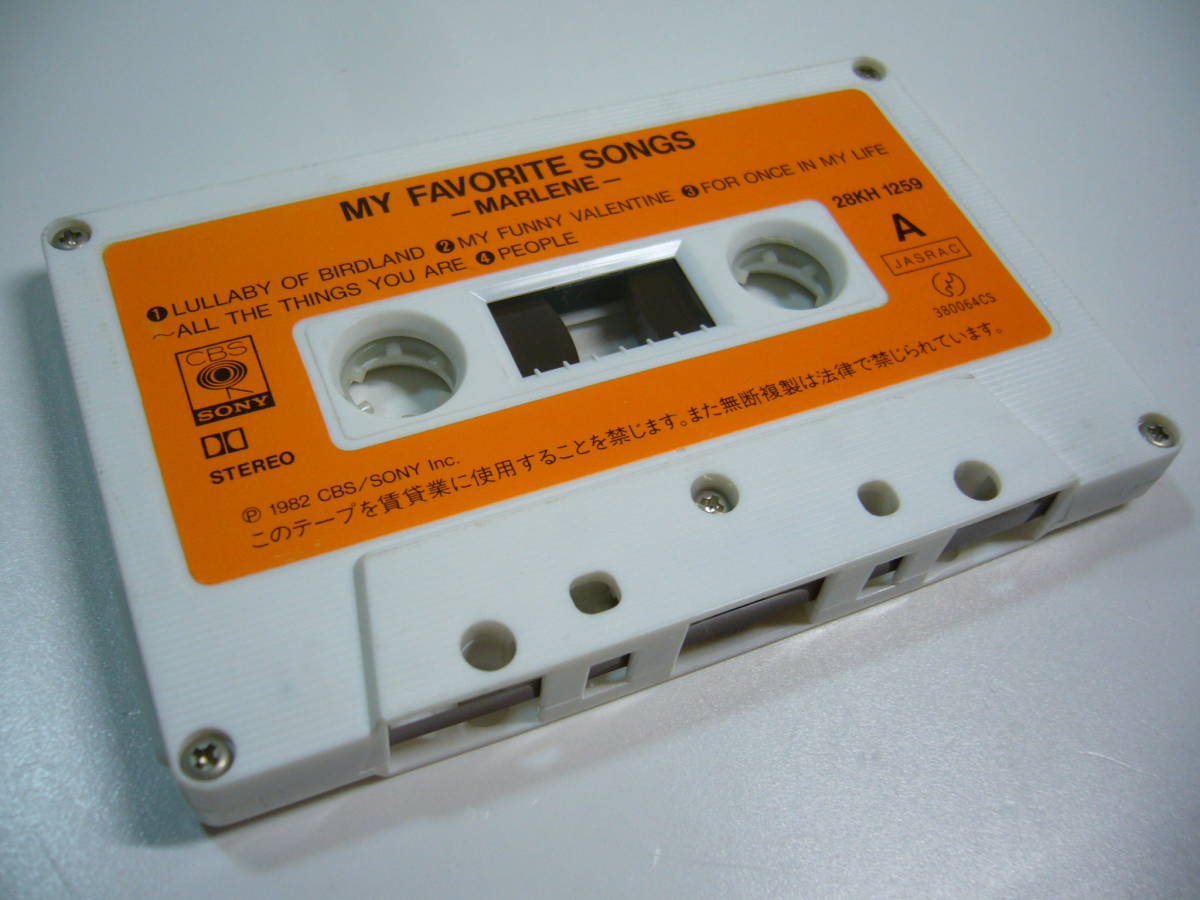 MY FAVORITE SONGS
—MARLENE—
❶LULLABY OF BIRDLAND ❷MY FUNNY VALENTINE ❸FOR ONCE IN MY LIFE
～ALL THE THINGS YOU ARE ❹PEOPLE
28KH 1259
A
JASRAC
380064CS
CBS
SONY
STEREO
Ⓟ 1982 CBS/SONY Inc.
このテープを賃貸業に使用することを禁じます。また無断複製は法律で禁じられています。